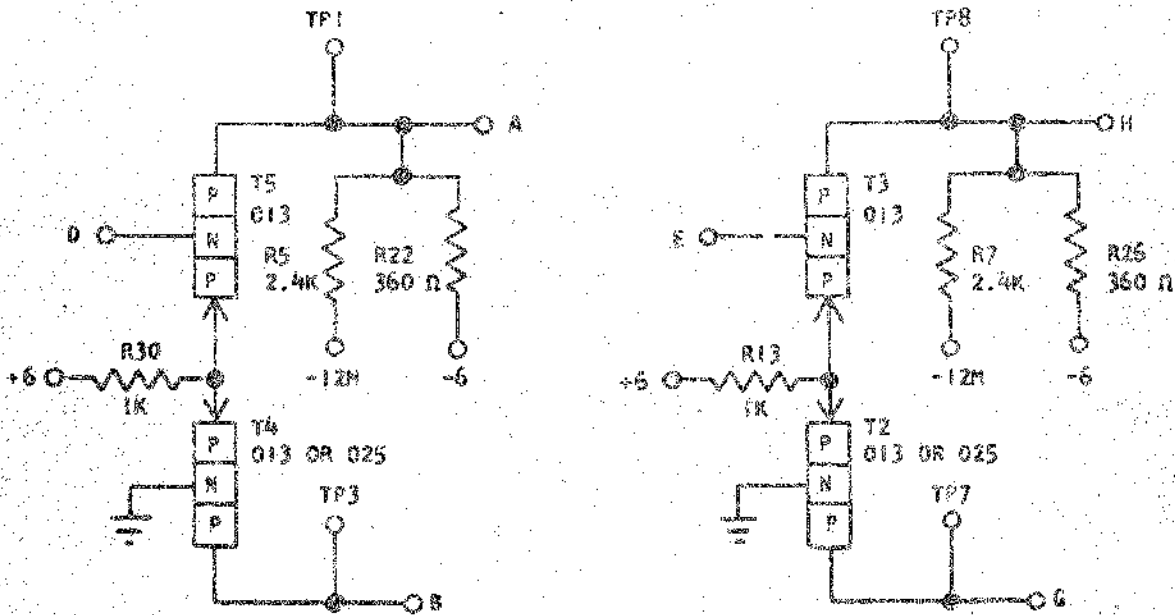 TP1
A
P
N
P
T5
013
D
R5
2.4K
R22
360 Ω
-12M
-6
R30
+6
1K
P
N
P
T4
013 OR 025
TP3
B
TP8
H
P
N
P
T3
013
E
R7
2.4K
R26
360 Ω
-12M
-6
R13
+6
1K
P
N
P
T2
013 OR 025
TP7
G